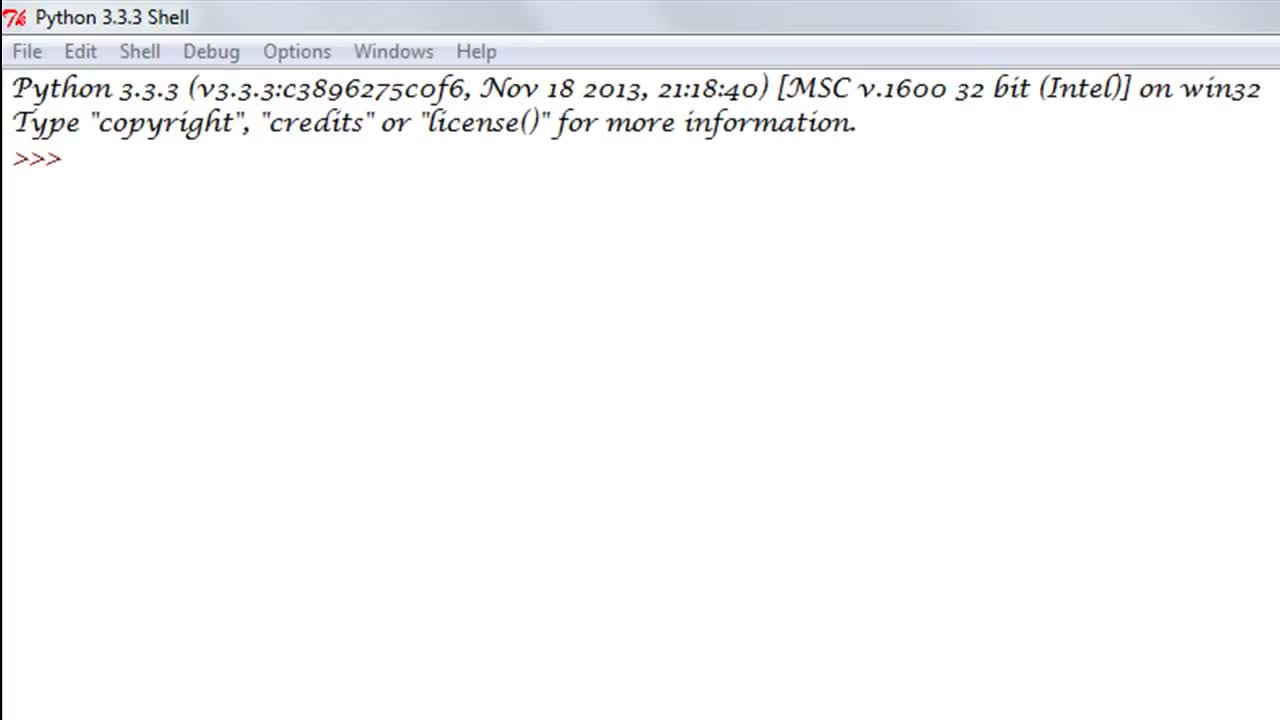 Python 3.3.3 Shell
File Edit Shell Debug Options Windows Help
Python 3.3.3 (v3.3.3:c3896275c0f6, Nov 18 2013, 21:18:40) [MSC v.1600 32 bit (Intel)] on win32
Type "copyright", "credits" or "license()" for more information.
>>>